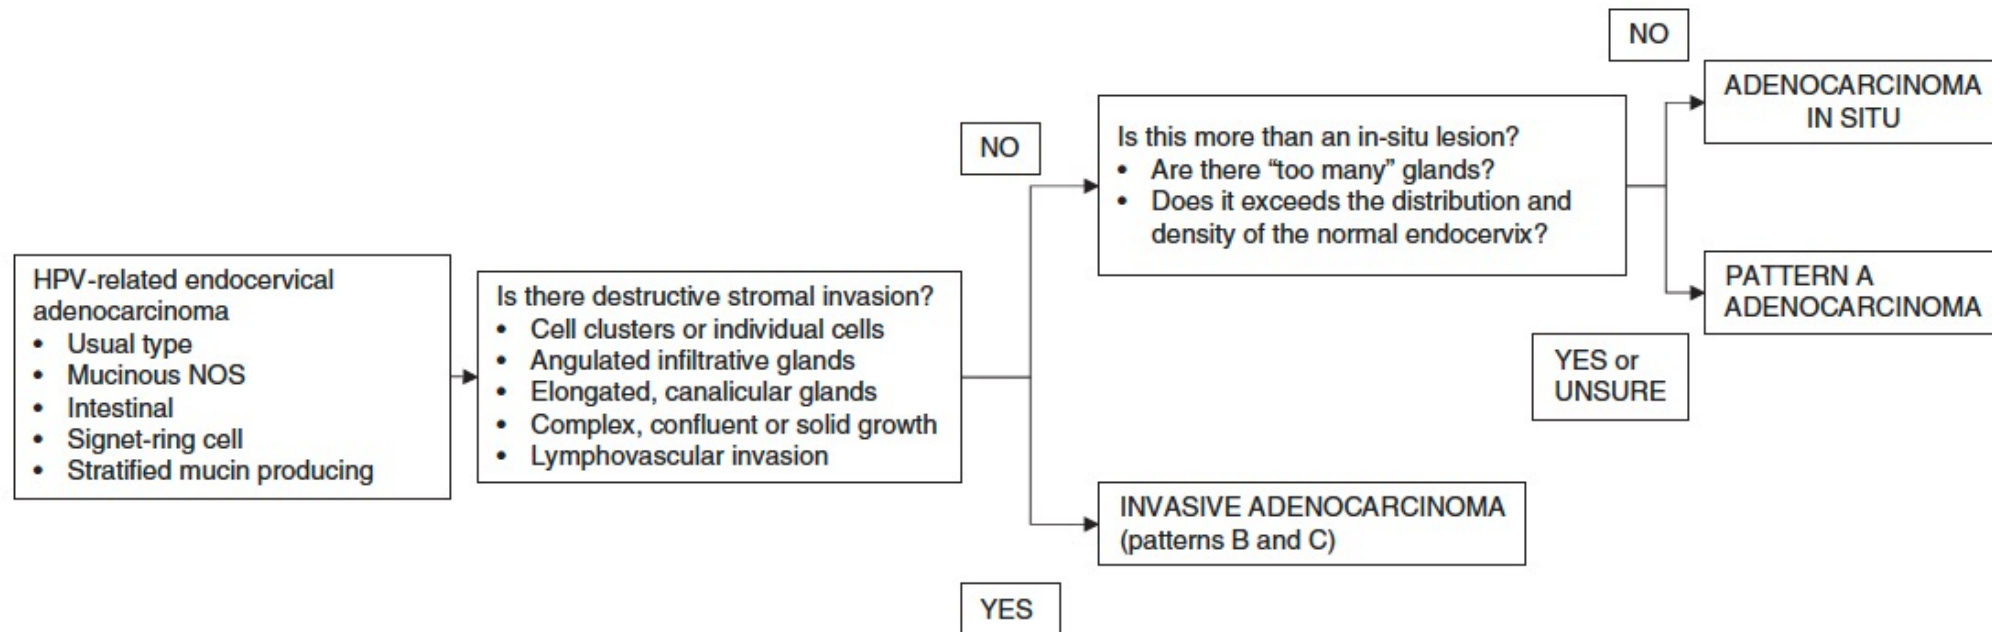 HPV-related endocervical
adenocarcinoma
• Usual type
• Mucinous NOS
• Intestinal
• Signet-ring cell
• Stratified mucin producing
Is there destructive stromal invasion?
• Cell clusters or individual cells
• Angulated infiltrative glands
• Elongated, canalicular glands
• Complex, confluent or solid growth
• Lymphovascular invasion
NO
Is this more than an in-situ lesion?
• Are there “too many” glands?
• Does it exceeds the distribution and
density of the normal endocervix?
NO
ADENOCARCINOMA
IN SITU
YES or
UNSURE
PATTERN A
ADENOCARCINOMA
YES
INVASIVE ADENOCARCINOMA
(patterns B and C)